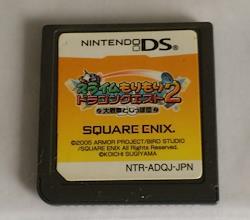 NINTENDO DS
スライムもりもり
ドラゴンクエスト2
大戦車としっぽ団
SQUARE ENIX.
©2005 ARMOR PROJECT/BIRD STUDIO
/SQUARE ENIX All Rights Reserved.
©KOICHI SUGIYAMA
NTR-ADQJ-JPN